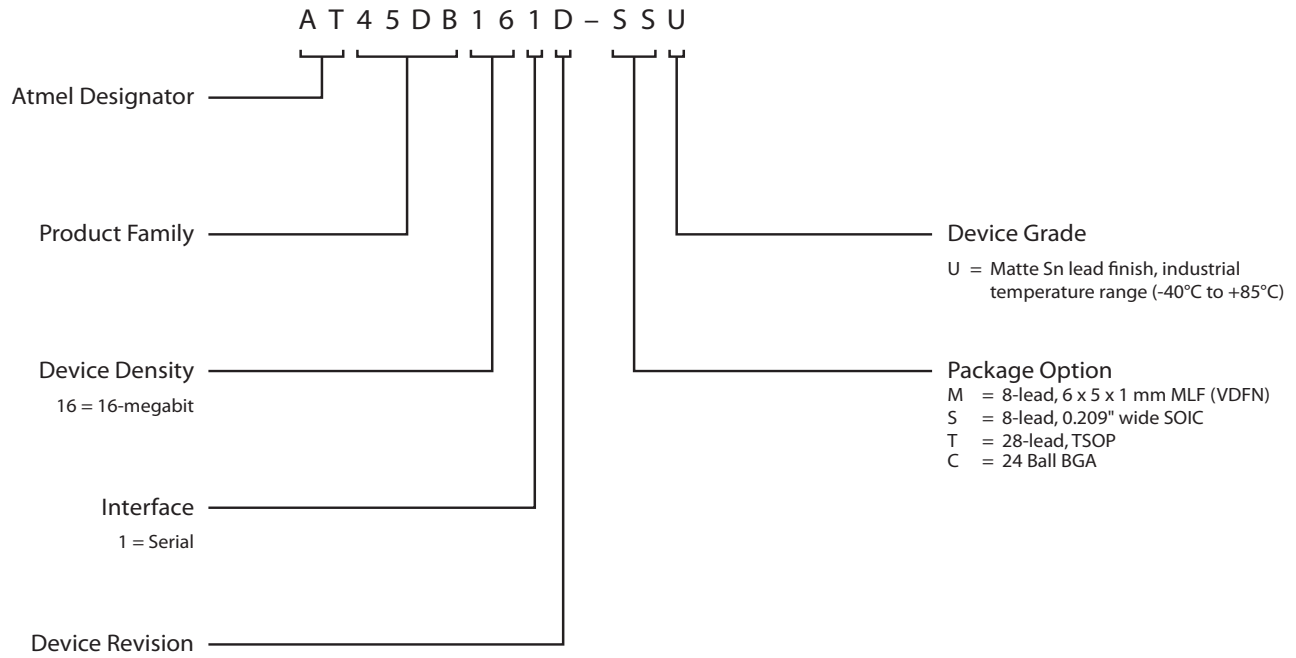 A T 4 5 D B 1 6 1 D – S S U
Atmel Designator
Product Family
Device Density
16 = 16-megabit
Interface
1 = Serial
Device Revision
Device Grade
U = Matte Sn lead finish, industrial
temperature range (-40°C to +85°C)
Package Option
M = 8-lead, 6 x 5 x 1 mm MLF (VDFN)
S = 8-lead, 0.209" wide SOIC
T = 28-lead, TSOP
C = 24 Ball BGA